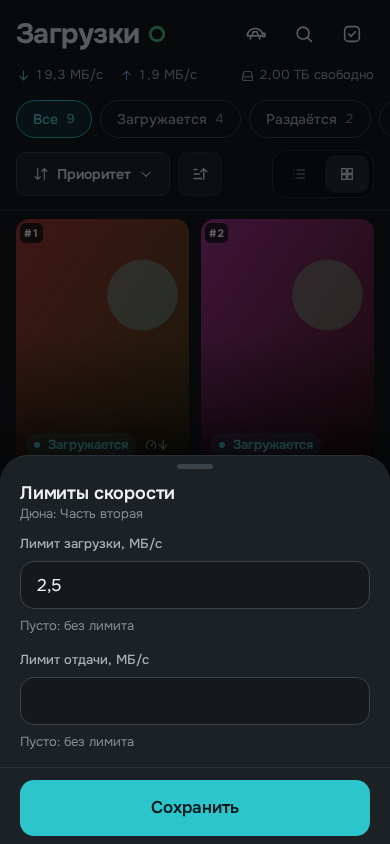 Загрузки
19,3 МБ/с 1,9 МБ/с 2,00 ТБ свободно
Все 9 Загружается 4 Раздаётся 2
Приоритет
#1 #2
Загружается Загружается
Лимиты скорости
Дюна: Часть вторая
Лимит загрузки, МБ/с
2,5
Пусто: без лимита
Лимит отдачи, МБ/с
Пусто: без лимита
Сохранить